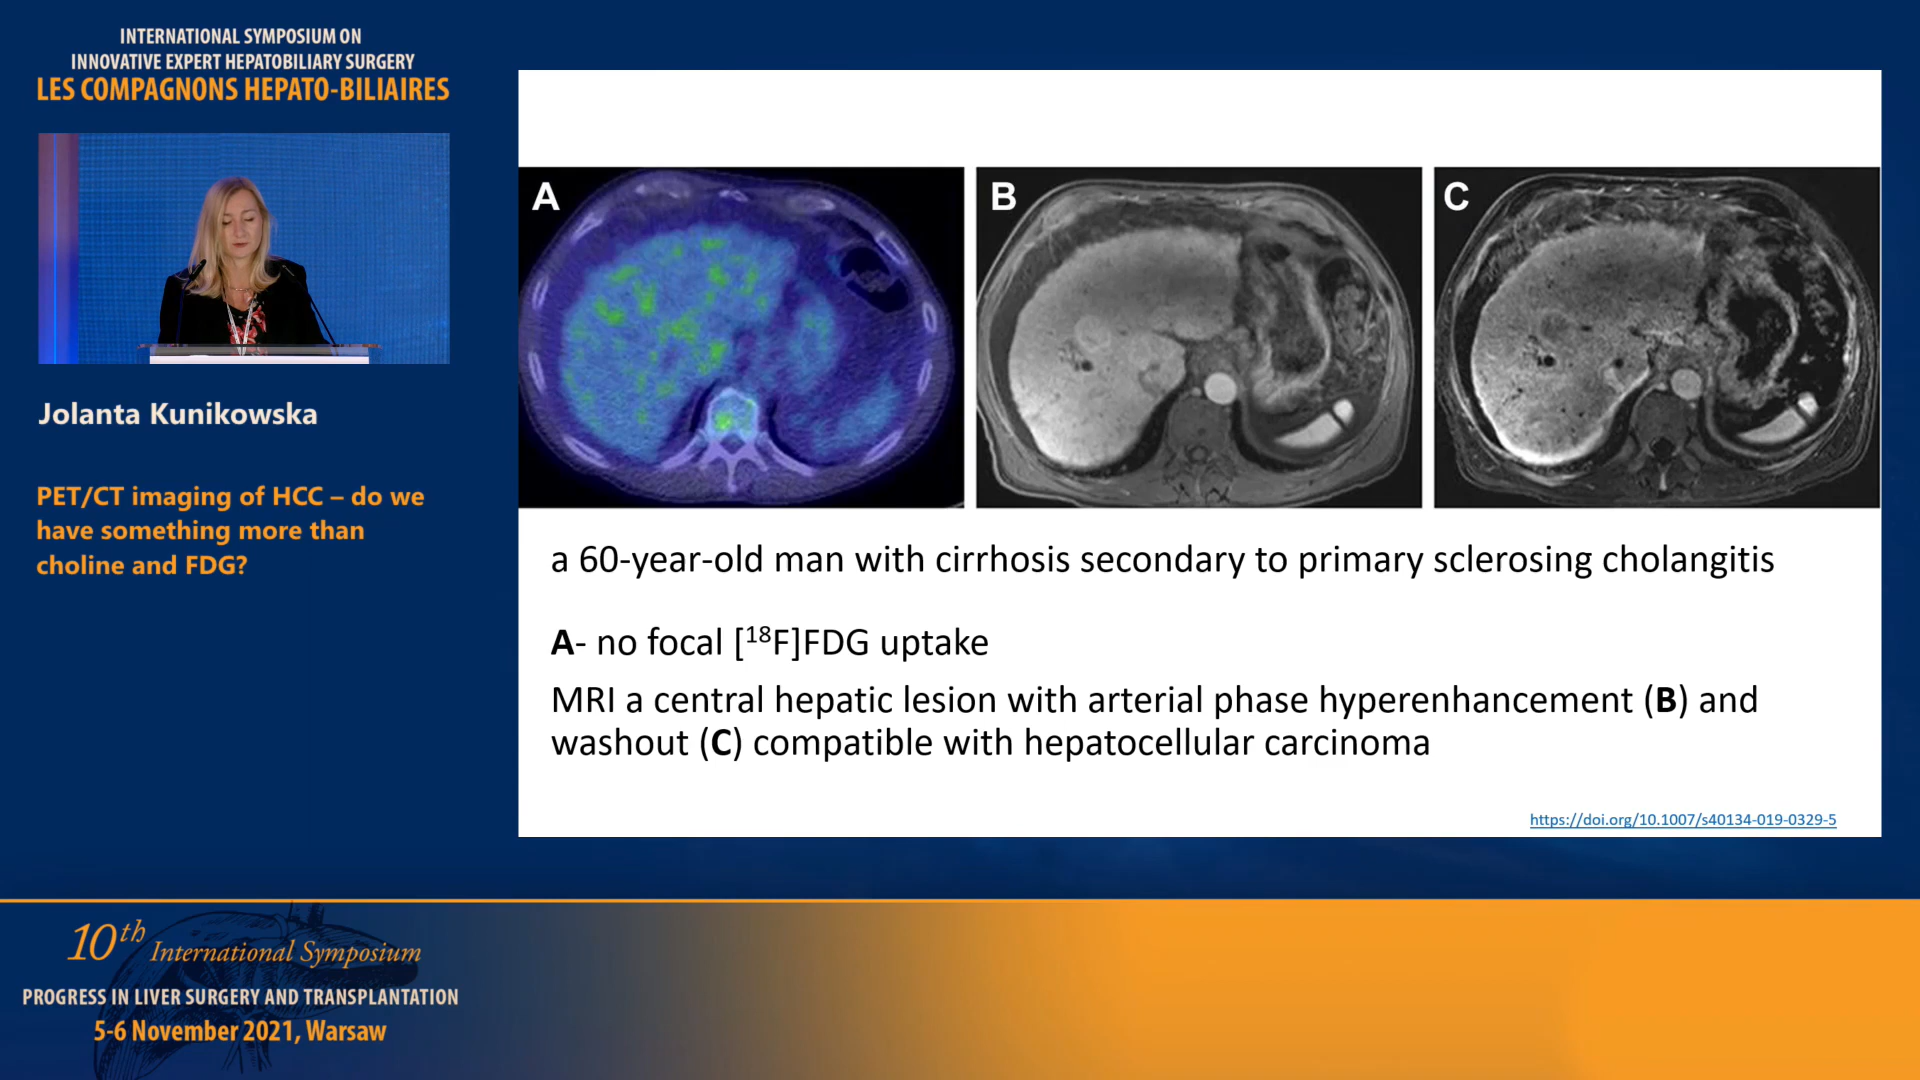 INTERNATIONAL SYMPOSIUM ON
INNOVATIVE EXPERT HEPATOBILIARY SURGERY
LES COMPAGNONS HEPATO-BILIAIRES
Jolanta Kunikowska
PET/CT imaging of HCC – do we
have something more than
choline and FDG?
A
B
C
a 60-year-old man with cirrhosis secondary to primary sclerosing cholangitis
A- no focal [¹⁸F]FDG uptake
MRI a central hepatic lesion with arterial phase hyperenhancement (B) and
washout (C) compatible with hepatocellular carcinoma
https://doi.org/10.1007/s40134-019-0329-5
10th International Symposium
PROGRESS IN LIVER SURGERY AND TRANSPLANTATION
5-6 November 2021, Warsaw